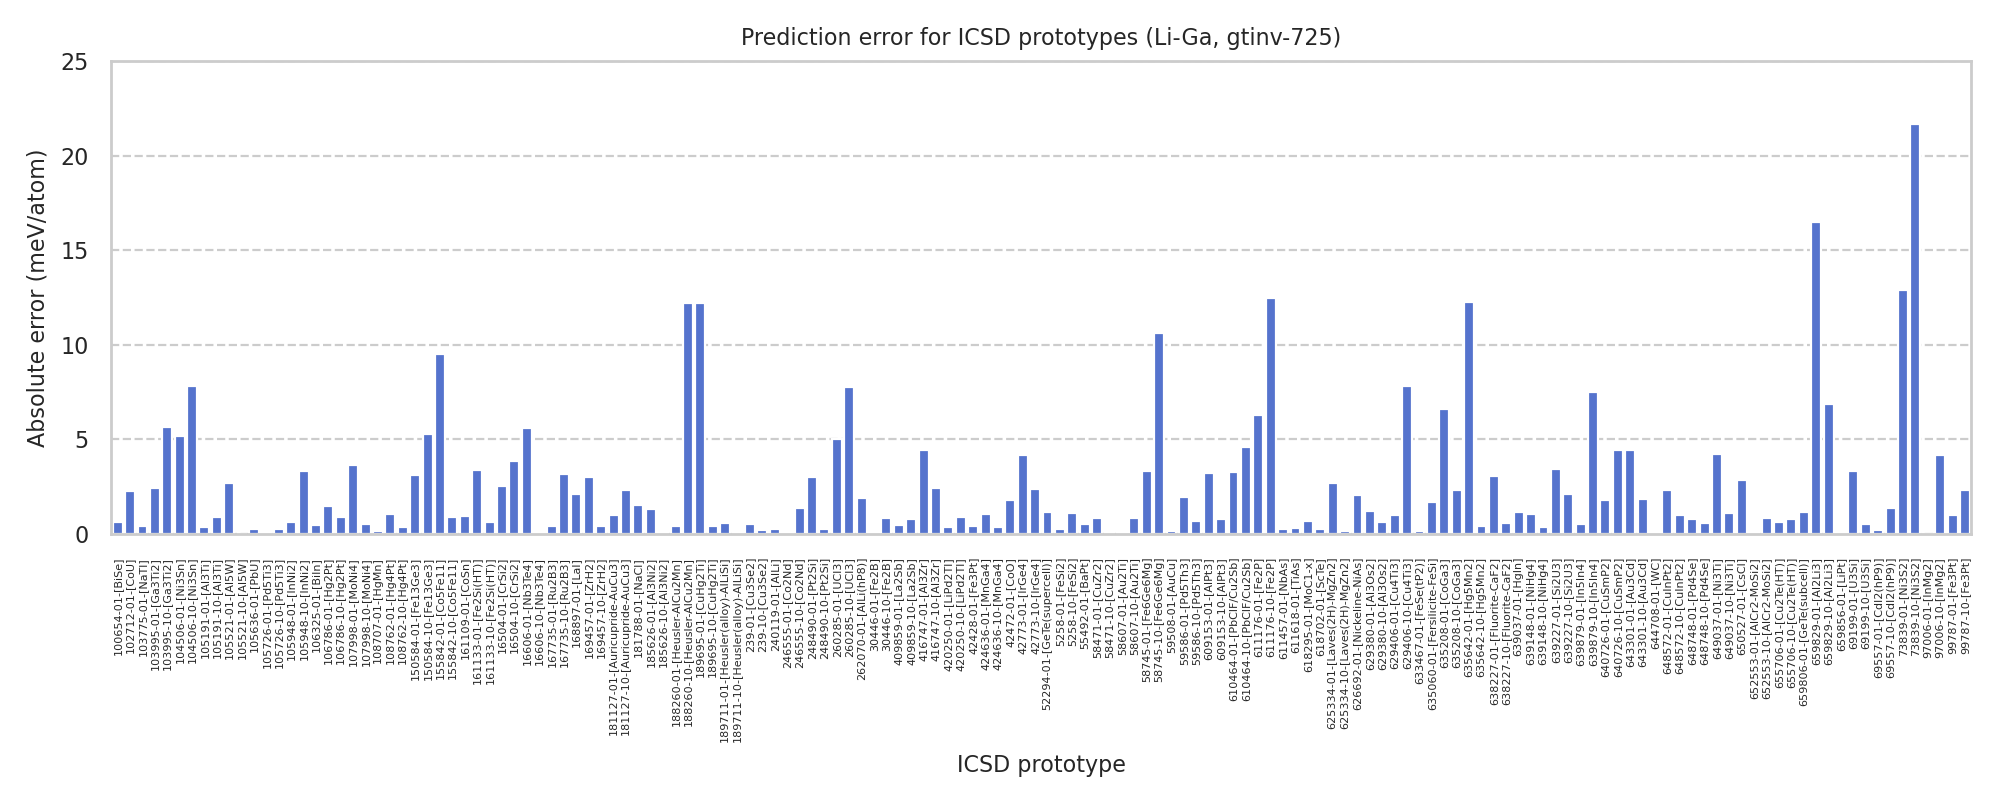 Prediction error for ICSD prototypes (Li-Ga, gtinv-725)
Absolute error (meV/atom)
25
20
15
10
5
0
100654-01-[BiSe]
102712-01-[CoU]
103775-01-[NaTl]
103995-01-[Ga3Ti2]
103995-10-[Ga3Ti2]
104506-01-[Ni3Sn]
104506-10-[Ni3Sn]
105191-01-[Al3Ti]
105191-10-[Al3Ti]
105521-01-[Al5W]
105521-10-[Al5W]
105636-01-[PbU]
105726-01-[Pd5Ti3]
105726-10-[Pd5Ti3]
105948-01-[InNi2]
105948-10-[InNi2]
106325-01-[BiIn]
106786-01-[Hg2Pt]
106786-10-[Hg2Pt]
107998-01-[MoNi4]
107998-10-[MoNi4]
108707-01-[HgMn]
108762-01-[Hg4Pt]
108762-10-[Hg4Pt]
150584-01-[Fe13Ge3]
150584-10-[Fe13Ge3]
155842-01-[Co5Fe11]
155842-10-[Co5Fe11]
161109-01-[CoSn]
161133-01-[Fe2Si(HT)]
161133-10-[Fe2Si(HT)]
16504-01-[CrSi2]
16504-10-[CrSi2]
16606-01-[Nb3Te4]
16606-10-[Nb3Te4]
167735-01-[Ru2B3]
167735-10-[Ru2B3]
168897-01-[LaI]
169457-01-[ZrH2]
169457-10-[ZrH2]
181127-01-[Auricupride-AuCu3]
181127-10-[Auricupride-AuCu3]
181788-01-[NaCl]
185626-01-[Al3Ni2]
185626-10-[Al3Ni2]
188260-01-[Heusler-AlCu2Mn]
188260-10-[Heusler-AlCu2Mn]
189695-01-[CuHg2Ti]
189695-10-[CuHg2Ti]
189711-01-[Heusler(alloy)-AlLiSi]
189711-10-[Heusler(alloy)-AlLiSi]
239-01-[Cu3Se2]
239-10-[Cu3Se2]
240119-01-[AlLi]
246555-01-[Co2Nd]
246555-10-[Co2Nd]
248490-01-[Pt2Si]
248490-10-[Pt2Si]
260285-01-[UCl3]
260285-10-[UCl3]
262070-01-[AlLi(hP8)]
30446-01-[Fe2B]
30446-10-[Fe2B]
409859-01-[La2Sb]
409859-10-[La2Sb]
416747-01-[Al3Zr]
416747-10-[Al3Zr]
420250-01-[LiPd2Tl]
420250-10-[LiPd2Tl]
42428-01-[Fe3Pt]
424636-01-[MnGa4]
424636-10-[MnGa4]
42472-01-[CoO]
42773-01-[IrGe4]
42773-10-[IrGe4]
52294-01-[GeTe(supercell)]
5258-01-[FeSi2]
5258-10-[FeSi2]
55492-01-[BaPt]
58471-01-[CuZr2]
58471-10-[CuZr2]
58607-01-[Au2Ti]
58607-10-[Au2Ti]
58745-01-[Fe6Ge6Mg]
58745-10-[Fe6Ge6Mg]
59508-01-[AuCu]
59586-01-[Pd5Th3]
59586-10-[Pd5Th3]
609153-01-[AlPt3]
609153-10-[AlPt3]
610464-01-[PbClF/Cu2Sb]
610464-10-[PbClF/Cu2Sb]
611176-01-[Fe2P]
611176-10-[Fe2P]
611457-01-[NbAs]
611618-01-[TiAs]
618295-01-[MoC1-x]
618702-01-[ScTe]
625334-01-[Laves(2H)-MgZn2]
625334-10-[Laves(2H)-MgZn2]
626692-01-[Nickeline-NiAs]
629380-01-[Al3Os2]
629380-10-[Al3Os2]
629406-01-[Cu4Ti3]
629406-10-[Cu4Ti3]
633467-01-[FeSe(tP2)]
635060-01-[Fersilicite-FeSi]
635208-01-[CoGa3]
635208-10-[CoGa3]
635642-01-[Hg5Mn2]
635642-10-[Hg5Mn2]
638227-01-[Fluorite-CaF2]
638227-10-[Fluorite-CaF2]
639037-01-[HgIn]
639148-01-[NiHg4]
639148-10-[NiHg4]
639227-01-[Si2U3]
639227-10-[Si2U3]
639879-01-[In5In4]
639879-10-[In5In4]
640726-01-[CuSmP2]
640726-10-[CuSmP2]
643301-01-[Au3Cd]
643301-10-[Au3Cd]
644708-01-[WC]
648572-01-[CuInPt2]
648572-10-[CuInPt2]
648748-01-[Pd4Se]
648748-10-[Pd4Se]
649037-01-[Ni3Ti]
649037-10-[Ni3Ti]
650527-01-[CsCl]
652553-01-[AlCr2-MoSi2]
652553-10-[AlCr2-MoSi2]
655706-01-[Cu2Te(HT)]
655706-10-[Cu2Te(HT)]
659806-01-[GeTe(subcell)]
659829-01-[Al2Li3]
659829-10-[Al2Li3]
659856-01-[LiPt]
69199-01-[U3Si]
69199-10-[U3Si]
69557-01-[CdI2(hP9)]
69557-10-[CdI2(hP9)]
73839-01-[Ni3S2]
73839-10-[Ni3S2]
97006-01-[InMg2]
97006-10-[InMg2]
99787-01-[Fe3Pt]
99787-10-[Fe3Pt]
ICSD prototype